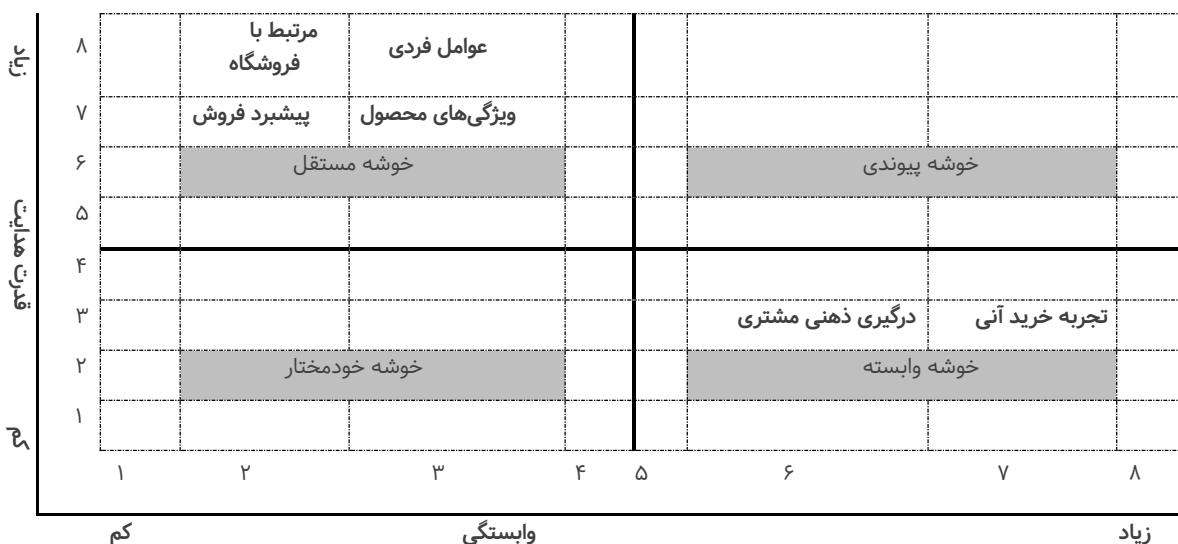 زیاد
قدرت هدایت
کم
۸
مرتبط با
فروشگاه
عوامل فردی
۷
پیشبرد فروش
ویژگی‌های محصول
۶
خوشه مستقل
خوشه پیوندی
۵
۴
۳
درگیری ذهنی مشتری
تجربه خرید آنی
۲
خوشه خودمختار
خوشه وابسته
۱
۱ ۲ ۳ ۴ ۵ ۶ ۷ ۸
کم وابستگی زیاد